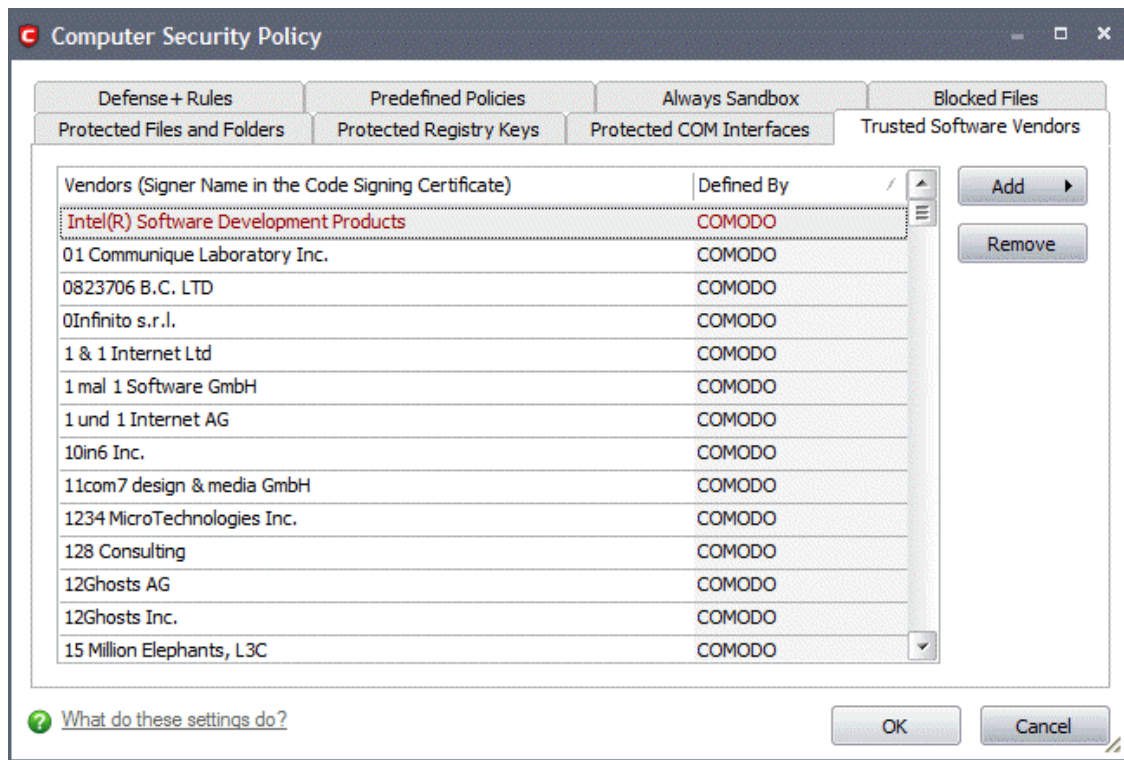 Computer Security Policy
Defense+ Rules Predefined Policies Always Sandbox Blocked Files
Protected Files and Folders Protected Registry Keys Protected COM Interfaces Trusted Software Vendors
Vendors (Signer Name in the Code Signing Certificate) Defined By Add
Intel(R) Software Development Products COMODO
01 Communique Laboratory Inc. COMODO Remove
0823706 B.C. LTD COMODO
0Infinito s.r.l. COMODO
1 & 1 Internet Ltd COMODO
1 mal 1 Software GmbH COMODO
1 und 1 Internet AG COMODO
10in6 Inc. COMODO
11com7 design & media GmbH COMODO
1234 MicroTechnologies Inc. COMODO
128 Consulting COMODO
12Ghosts AG COMODO
12Ghosts Inc. COMODO
15 Million Elephants, L3C COMODO
What do these settings do? OK Cancel